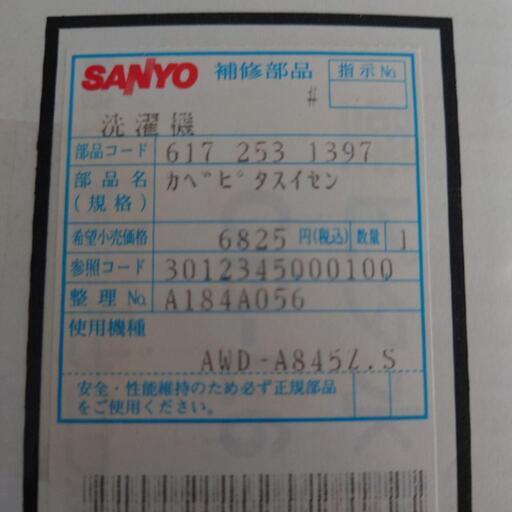 SANYO 補修部品 指示No.
#
洗濯機
部品コード 617 253 1397
部品名 カベピタスイセン
(規格)
希望小売価格 6825 円(税込) 数量 1
参照コード 3012345000100
整理No. A184A056
使用機種
AWD-A845Z.S
安全・性能維持のため必ず正規部品
をご使用ください。